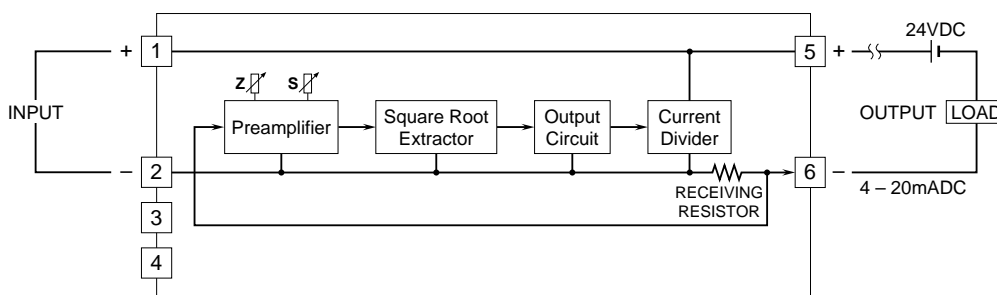 24VDC
+ 1
5 +
Z
S
INPUT
Preamplifier
Square Root
Extractor
Output
Circuit
Current
Divider
OUTPUT
LOAD
– 2
6 –
RECEIVING
RESISTOR
4 – 20mADC
3
4